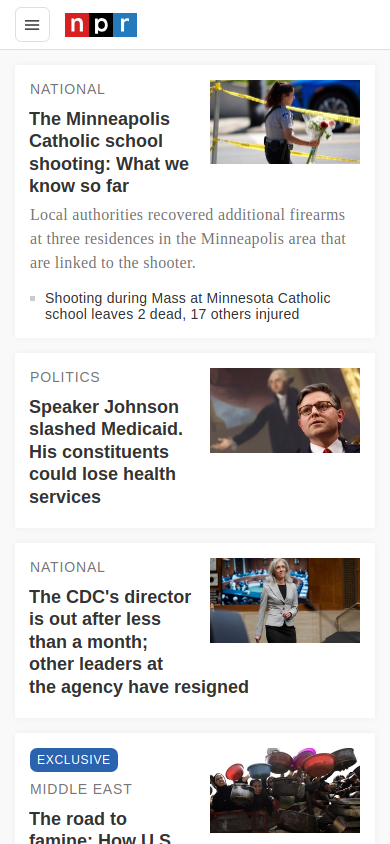 npr
NATIONAL
The Minneapolis
Catholic school
shooting: What we
know so far
Local authorities recovered additional firearms
at three residences in the Minneapolis area that
are linked to the shooter.
Shooting during Mass at Minnesota Catholic
school leaves 2 dead, 17 others injured
POLITICS
Speaker Johnson
slashed Medicaid.
His constituents
could lose health
services
NATIONAL
The CDC's director
is out after less
than a month;
other leaders at
the agency have resigned
EXCLUSIVE
MIDDLE EAST
The road to
famine: How U.S.